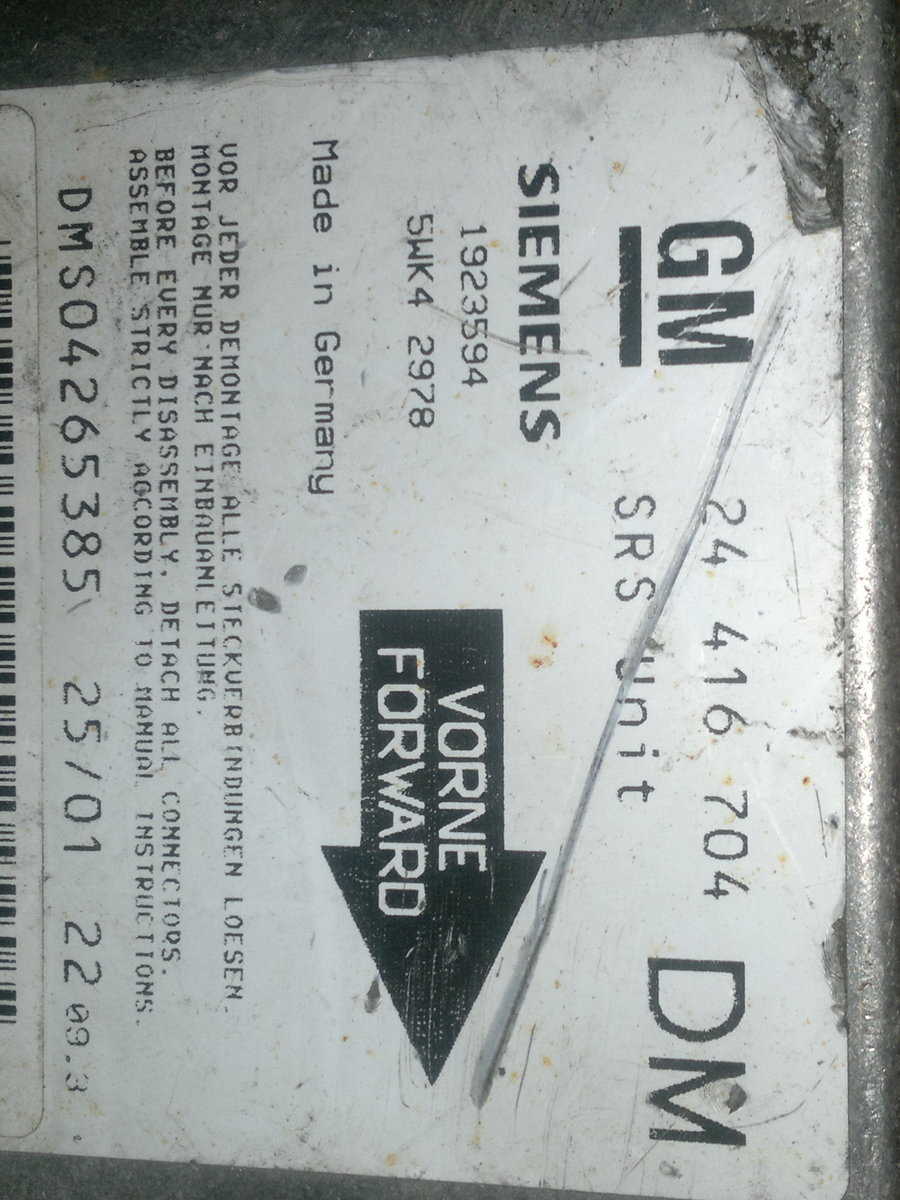 GM 24 416 704 DM
SRS Unit
SIEMENS
1923594
5WK4 2978
VORNE
FORWARD
Made in Germany
VOR JEDER DEMONTAGE ALLE STECKVERBINDUNGEN LOESEN.
MONTAGE NUR NACH EINBAUANLEITUNG.
BEFORE EVERY DISASSEMBLY, DETACH ALL CONNECTORS.
ASSEMBLE STRICTLY ACCORDING TO MANUAL INSTRUCTIONS.
DMS04265385 25/01 22 09.3